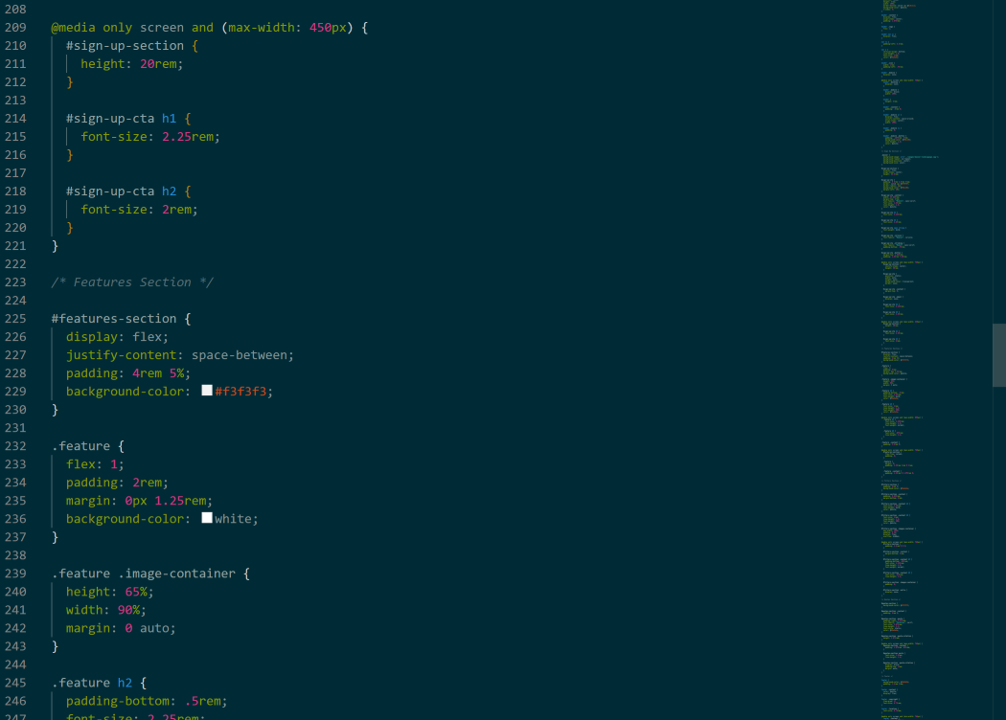 208
209 @media only screen and (max-width: 450px) {
210 #sign-up-section {
211 height: 20rem;
212 }
213
214 #sign-up-cta h1 {
215 font-size: 2.25rem;
216 }
217
218 #sign-up-cta h2 {
219 font-size: 2rem;
220 }
221 }
222
223 /* Features Section */
224
225 #features-section {
226 display: flex;
227 justify-content: space-between;
228 padding: 4rem 5%;
229 background-color: #f3f3f3;
230 }
231
232 .feature {
233 flex: 1;
234 padding: 2rem;
235 margin: 0px 1.25rem;
236 background-color: white;
237 }
238
239 .feature .image-container {
240 height: 65%;
241 width: 90%;
242 margin: 0 auto;
243 }
244
245 .feature h2 {
246 padding-bottom: .5rem;
247 font-size: 2.25rem;